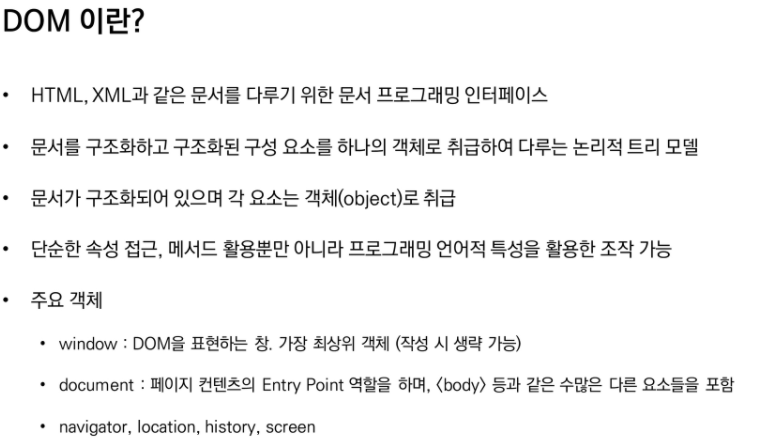 DOM 이란?
• HTML, XML과 같은 문서를 다루기 위한 문서 프로그래밍 인터페이스
• 문서를 구조화하고 구조화된 구성 요소를 하나의 객체로 취급하여 다루는 논리적 트리 모델
• 문서가 구조화되어 있으며 각 요소는 객체(object)로 취급
• 단순한 속성 접근, 메서드 활용뿐만 아니라 프로그래밍 언어적 특성을 활용한 조작 가능
• 주요 객체
• window : DOM을 표현하는 창. 가장 최상위 객체 (작성 시 생략 가능)
• document : 페이지 컨텐츠의 Entry Point 역할을 하며, <body> 등과 같은 수많은 다른 요소들을 포함
• navigator, location, history, screen